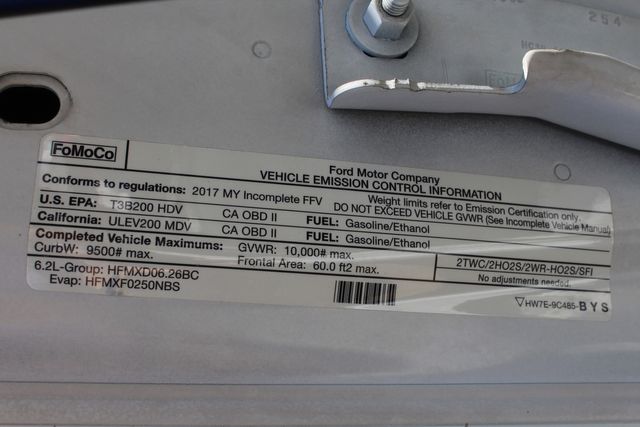 254
FoMoCo
Ford Motor Company
VEHICLE EMISSION CONTROL INFORMATION
Conforms to regulations: 2017 MY Incomplete FFV
Weight limits refer to Emission Certification only.
DO NOT EXCEED VEHICLE GVWR (See Incomplete Vehicle Manual)
U.S. EPA: T3B200 HDV CA OBD II FUEL: Gasoline/Ethanol
California: ULEV200 MDV CA OBD II FUEL: Gasoline/Ethanol
Completed Vehicle Maximums: GVWR: 10,000# max.
CurbW: 9500# max. Frontal Area: 60.0 ft2 max.
2TWC/2HO2S/2WR-HO2S/SFI
No adjustments needed.
6.2L-Group: HFMXD06.26BC
Evap: HFMXF0250NBS
HW7E-9C485-BYS